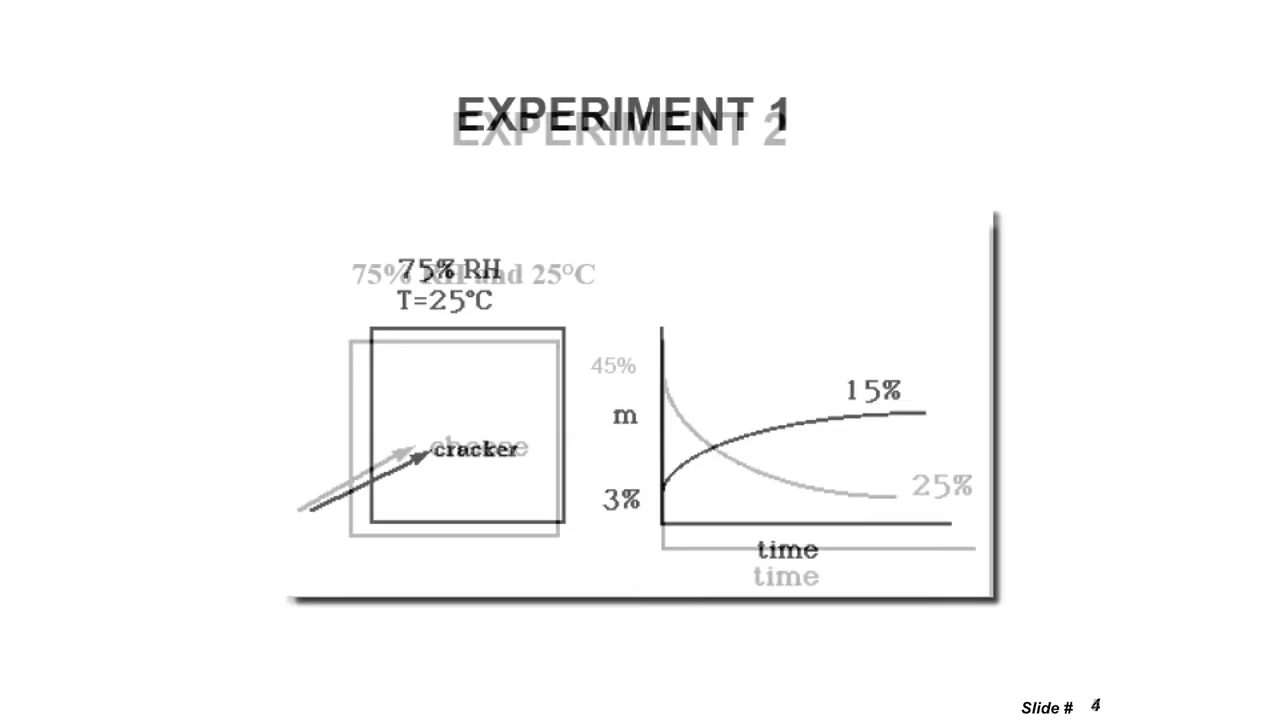 EXPERIMENT 1
EXPERIMENT 2
75% RH
75% RH and 25°C
T=25°C
45%
15%
m
cheese
cracker
3%
25%
time
time
Slide # 4